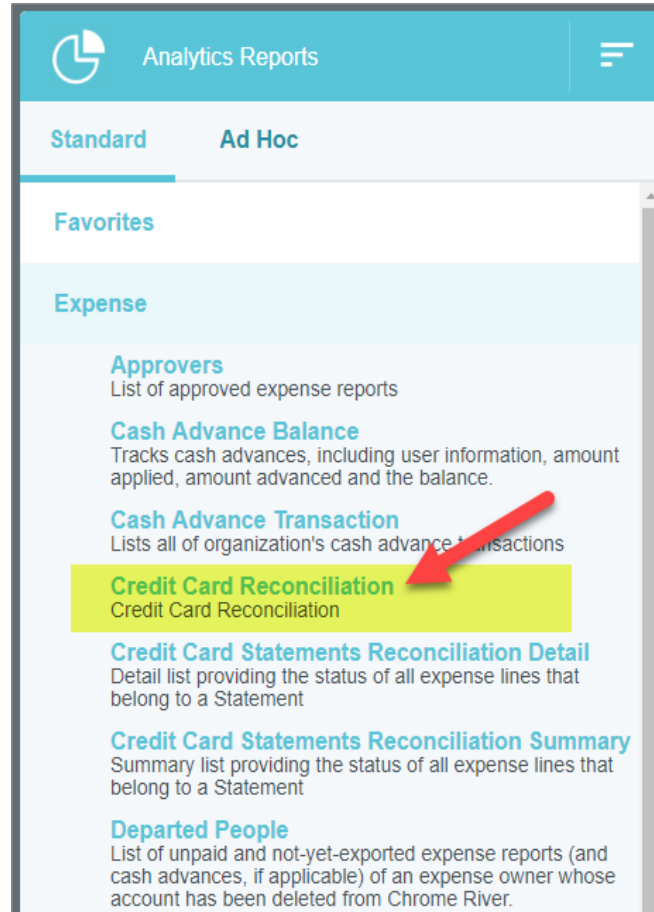 Analytics Reports
Standard Ad Hoc
Favorites
Expense
Approvers
List of approved expense reports
Cash Advance Balance
Tracks cash advances, including user information, amount
applied, amount advanced and the balance.
Cash Advance Transaction
Lists all of organization's cash advance transactions
Credit Card Reconciliation
Credit Card Reconciliation
Credit Card Statements Reconciliation Detail
Detail list providing the status of all expense lines that
belong to a Statement
Credit Card Statements Reconciliation Summary
Summary list providing the status of all expense lines that
belong to a Statement
Departed People
List of unpaid and not-yet-exported expense reports (and
cash advances, if applicable) of an expense owner whose
account has been deleted from Chrome River.